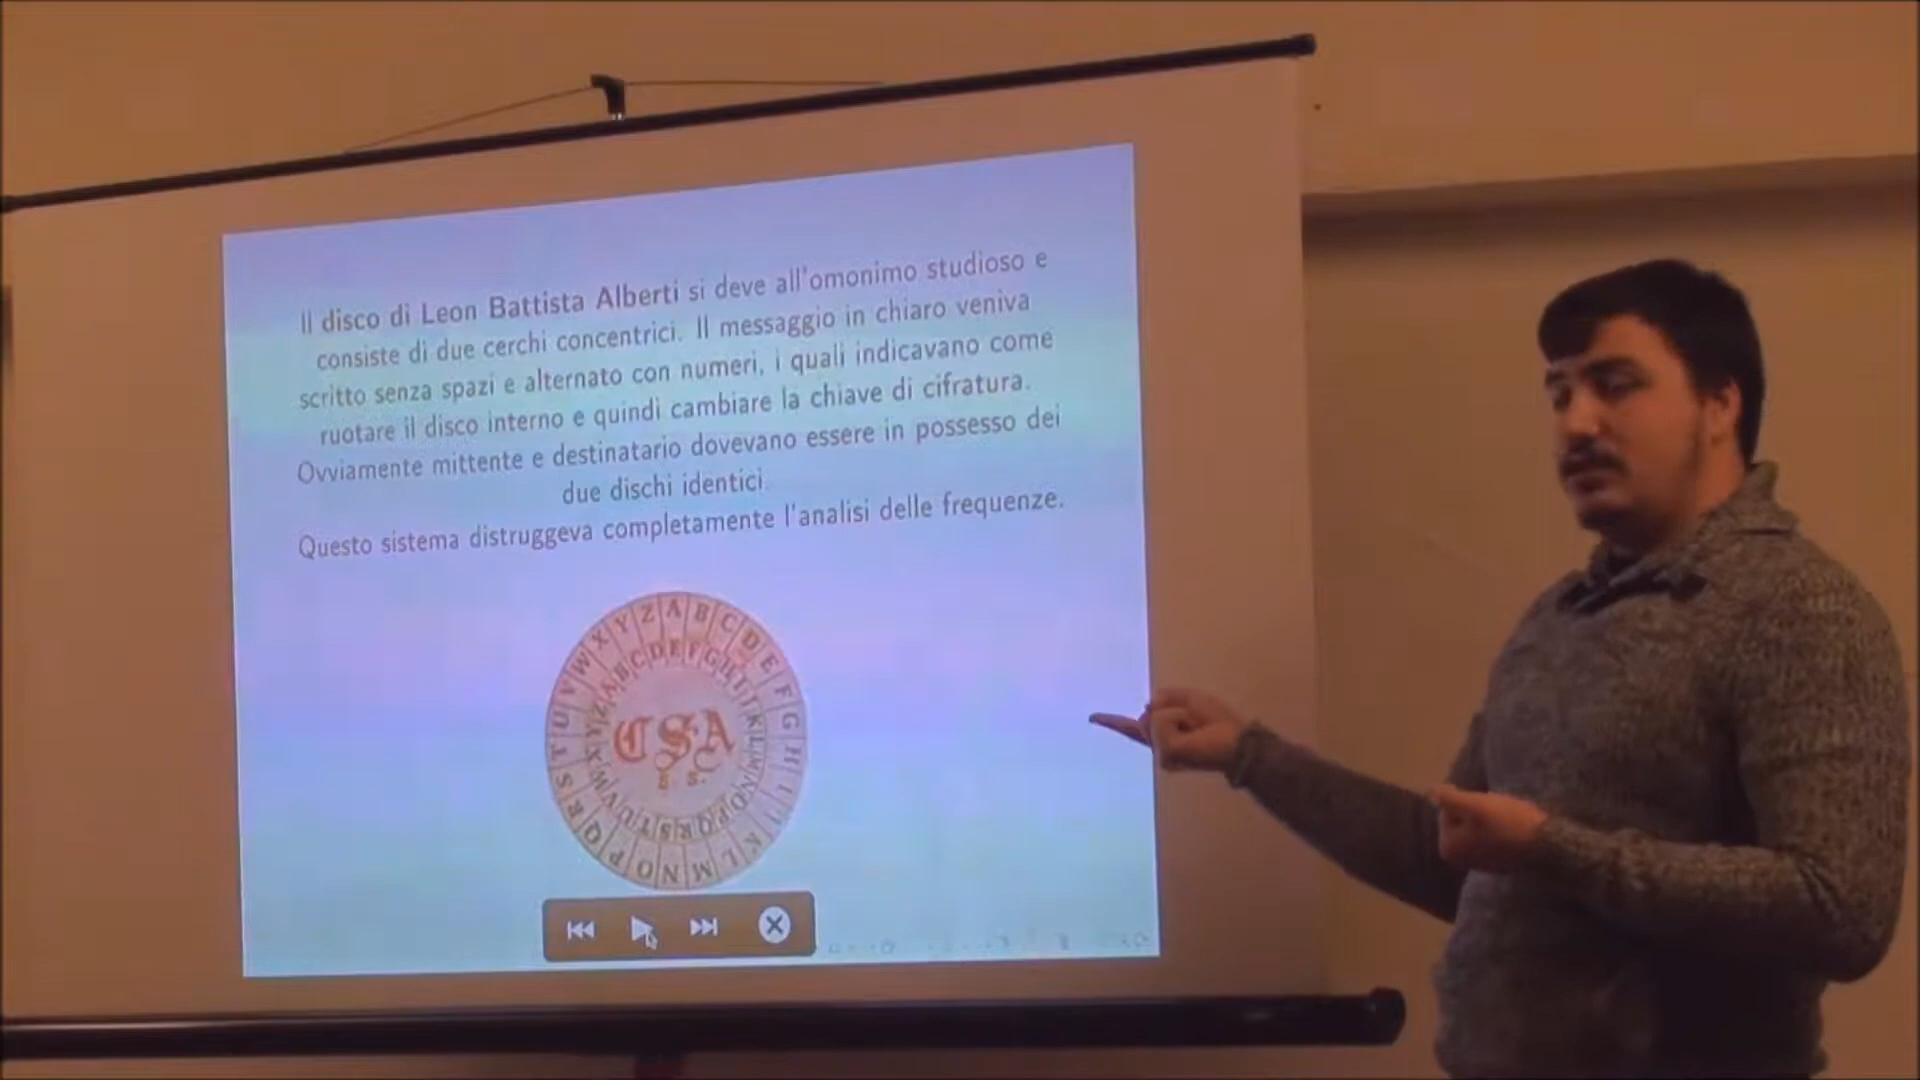 Il disco di Leon Battista Alberti si deve all'omonimo studioso e
consiste di due cerchi concentrici. Il messaggio in chiaro veniva
scritto senza spazi e alternato con numeri, i quali indicavano come
ruotare il disco interno e quindi cambiare la chiave di cifratura.
Ovviamente mittente e destinatario dovevano essere in possesso dei
due dischi identici.
Questo sistema distruggeva completamente l'analisi delle frequenze.
A B C D E F G H I J K L M N O P Q R S T U V W X Y Z
CSA
E. S.